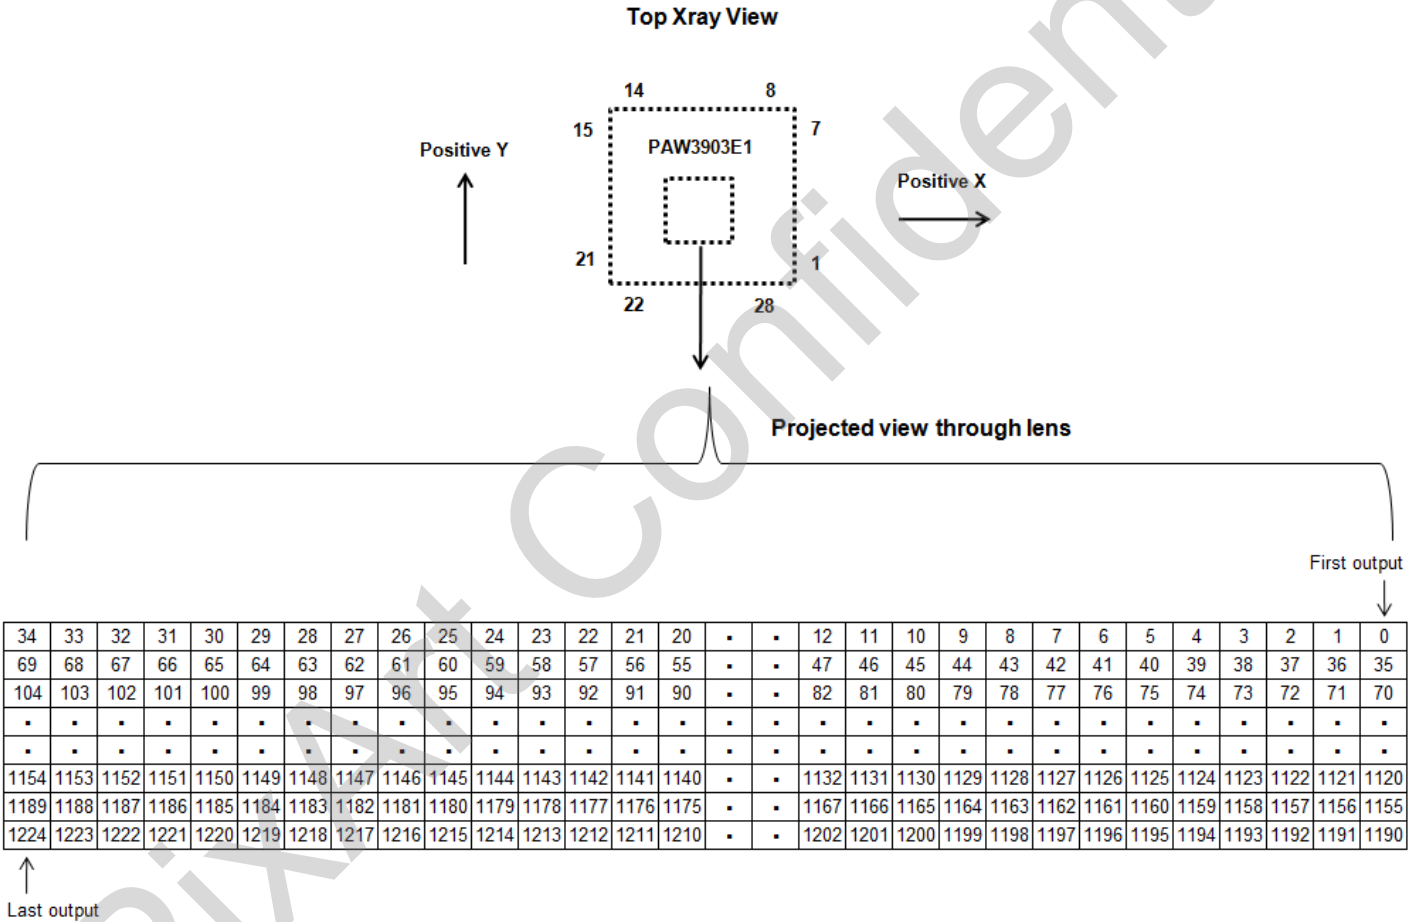 Top Xray View
14 8
15 7
PAW3903E1
Positive Y
Positive X
21 1
22 28
Projected view through lens
First output
34 33 32 31 30 29 28 27 26 25 24 23 22 21 20 . . 12 11 10 9 8 7 6 5 4 3 2 1 0
69 68 67 66 65 64 63 62 61 60 59 58 57 56 55 . . 47 46 45 44 43 42 41 40 39 38 37 36 35
104 103 102 101 100 99 98 97 96 95 94 93 92 91 90 . . 82 81 80 79 78 77 76 75 74 73 72 71 70
. . . . . . . . . . . . . . . . . . . . . . . . . . . . . .
. . . . . . . . . . . . . . . . . . . . . . . . . . . . . .
1154 1153 1152 1151 1150 1149 1148 1147 1146 1145 1144 1143 1142 1141 1140 . . 1132 1131 1130 1129 1128 1127 1126 1125 1124 1123 1122 1121 1120
1189 1188 1187 1186 1185 1184 1183 1182 1181 1180 1179 1178 1177 1176 1175 . . 1167 1166 1165 1164 1163 1162 1161 1160 1159 1158 1157 1156 1155
1224 1223 1222 1221 1220 1219 1218 1217 1216 1215 1214 1213 1212 1211 1210 . . 1202 1201 1200 1199 1198 1197 1196 1195 1194 1193 1192 1191 1190
Last output
PixArt Confident